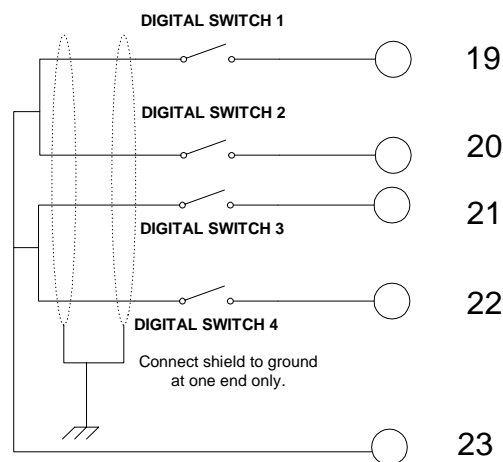 DIGITAL SWITCH 1
19
DIGITAL SWITCH 2
20
21
DIGITAL SWITCH 3
22
DIGITAL SWITCH 4
Connect shield to ground
at one end only.
23